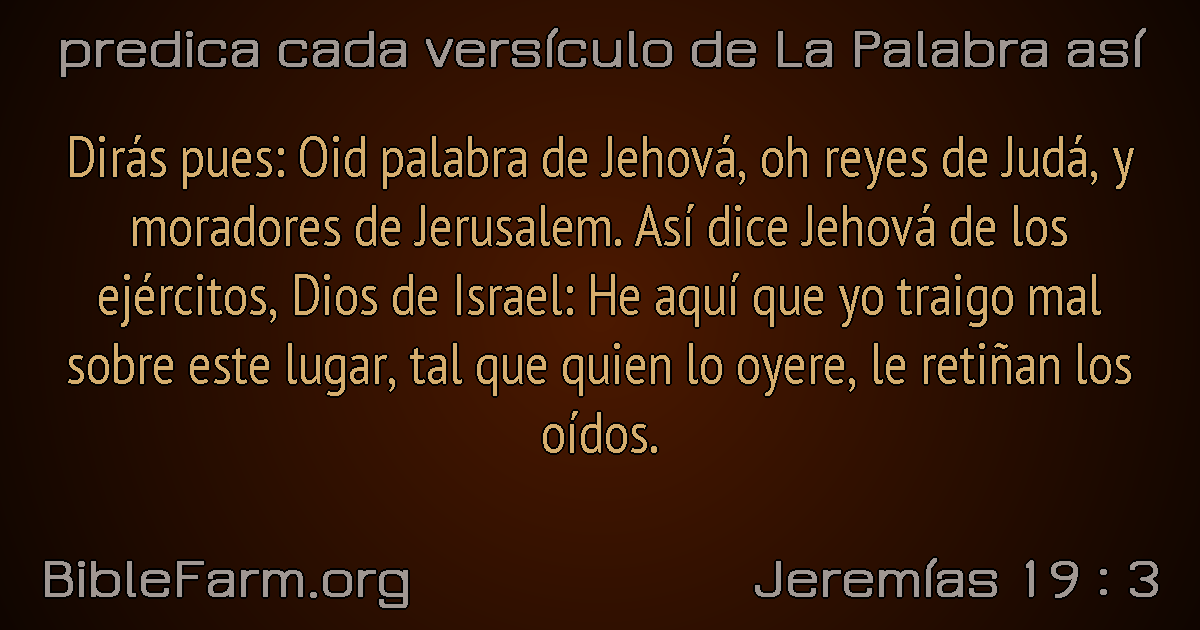 predica cada versículo de La Palabra así
Dirás pues: Oid palabra de Jehová, oh reyes de Judá, y
moradores de Jerusalem. Así dice Jehová de los
ejércitos, Dios de Israel: He aquí que yo traigo mal
sobre este lugar, tal que quien lo oyere, le retiñan los
oídos.
BibleFarm.org
Jeremías 19 : 3